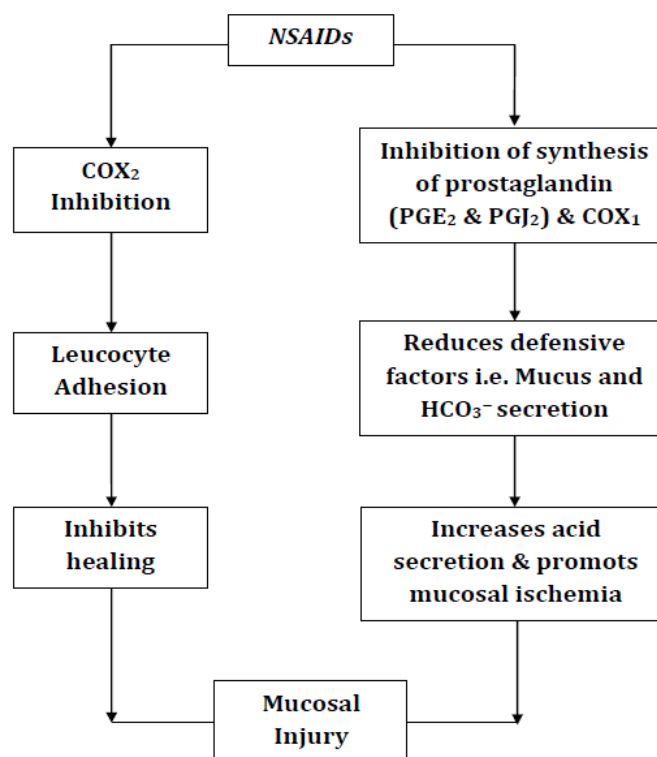 NSAIDs
COX₂
Inhibition
Inhibition of synthesis
of prostaglandin
(PGE₂ & PGJ₂) & COX₁
Leucocyte
Adhesion
Reduces defensive
factors i.e. Mucus and
HCO₃⁻ secretion
Inhibits
healing
Increases acid
secretion & promots
mucosal ischemia
Mucosal
Injury